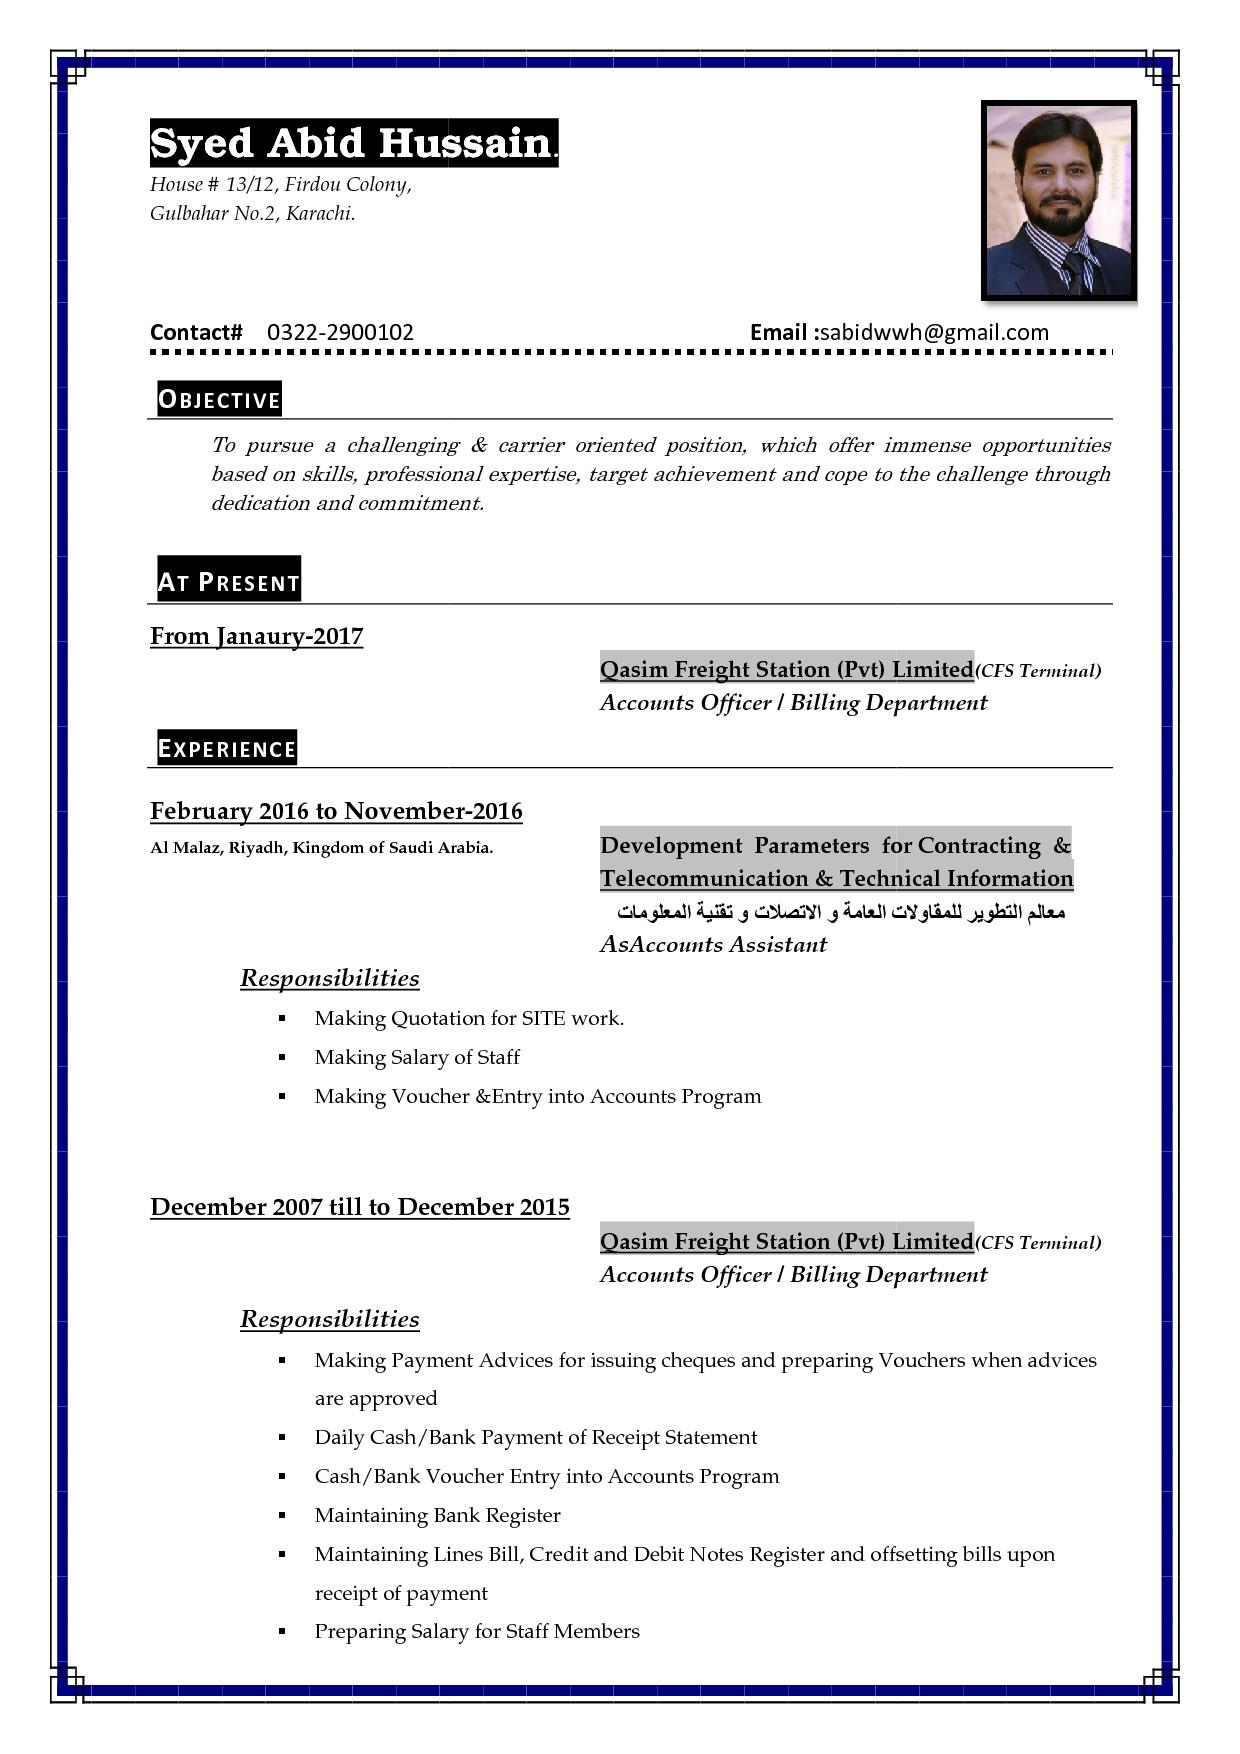 Syed Abid Hussain.
House # 13/12, Firdou Colony,
Gulbahar No.2, Karachi.
Contact# 0322-2900102 Email :sabidwwh@gmail.com
OBJECTIVE
To pursue a challenging & carrier oriented position, which offer immense opportunities
based on skills, professional expertise, target achievement and cope to the challenge through
dedication and commitment.
AT PRESENT
From Janaury-2017
Qasim Freight Station (Pvt) Limited(CFS Terminal)
Accounts Officer / Billing Department
EXPERIENCE
February 2016 to November-2016
Al Malaz, Riyadh, Kingdom of Saudi Arabia. Development Parameters for Contracting &
Telecommunication & Technical Information
معالم التطوير للمقاولات العامة و الاتصلات و تقنية المعلومات
AsAccounts Assistant
Responsibilities
▪ Making Quotation for SITE work.
▪ Making Salary of Staff
▪ Making Voucher &Entry into Accounts Program
December 2007 till to December 2015
Qasim Freight Station (Pvt) Limited(CFS Terminal)
Accounts Officer / Billing Department
Responsibilities
▪ Making Payment Advices for issuing cheques and preparing Vouchers when advices
are approved
▪ Daily Cash/Bank Payment of Receipt Statement
▪ Cash/Bank Voucher Entry into Accounts Program
▪ Maintaining Bank Register
▪ Maintaining Lines Bill, Credit and Debit Notes Register and offsetting bills upon
receipt of payment
▪ Preparing Salary for Staff Members